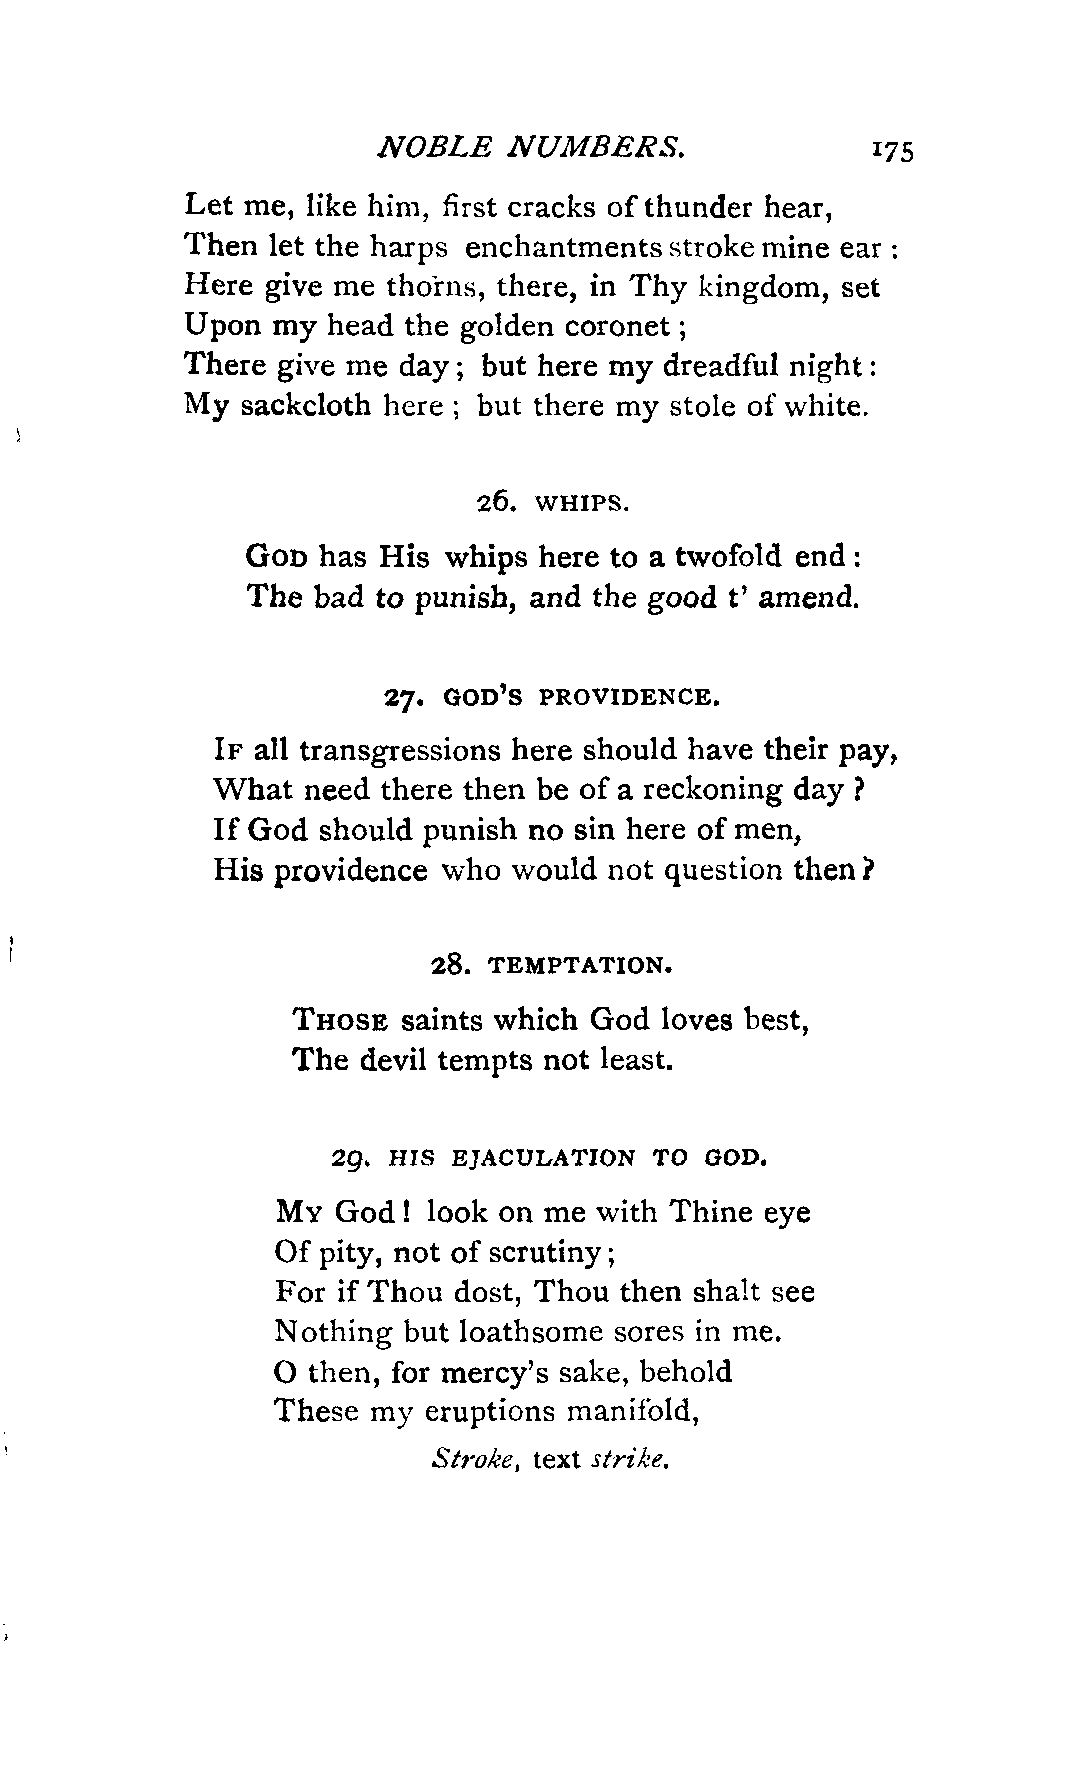 NOBLE NUMBERS. 175
Let me, like him, first cracks of thunder hear,
Then let the harps enchantments stroke mine ear :
Here give me thorns, there, in Thy kingdom, set
Upon my head the golden coronet ;
There give me day ; but here my dreadful night :
My sackcloth here ; but there my stole of white.
26. WHIPS.
GOD has His whips here to a twofold end :
The bad to punish, and the good t' amend.
27. GOD'S PROVIDENCE.
IF all transgressions here should have their pay,
What need there then be of a reckoning day ?
If God should punish no sin here of men,
His providence who would not question then ?
28. TEMPTATION.
THOSE saints which God loves best,
The devil tempts not least.
29. HIS EJACULATION TO GOD.
MY God ! look on me with Thine eye
Of pity, not of scrutiny ;
For if Thou dost, Thou then shalt see
Nothing but loathsome sores in me.
O then, for mercy's sake, behold
These my eruptions manifold,
Stroke, text strike.